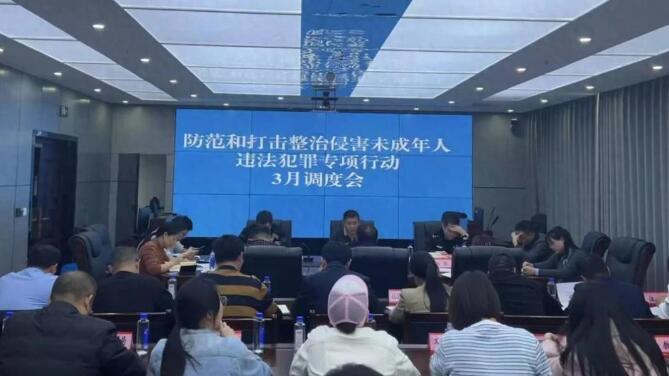 防范和打击整治侵害未成年人
违法犯罪专项行动
3月调度会